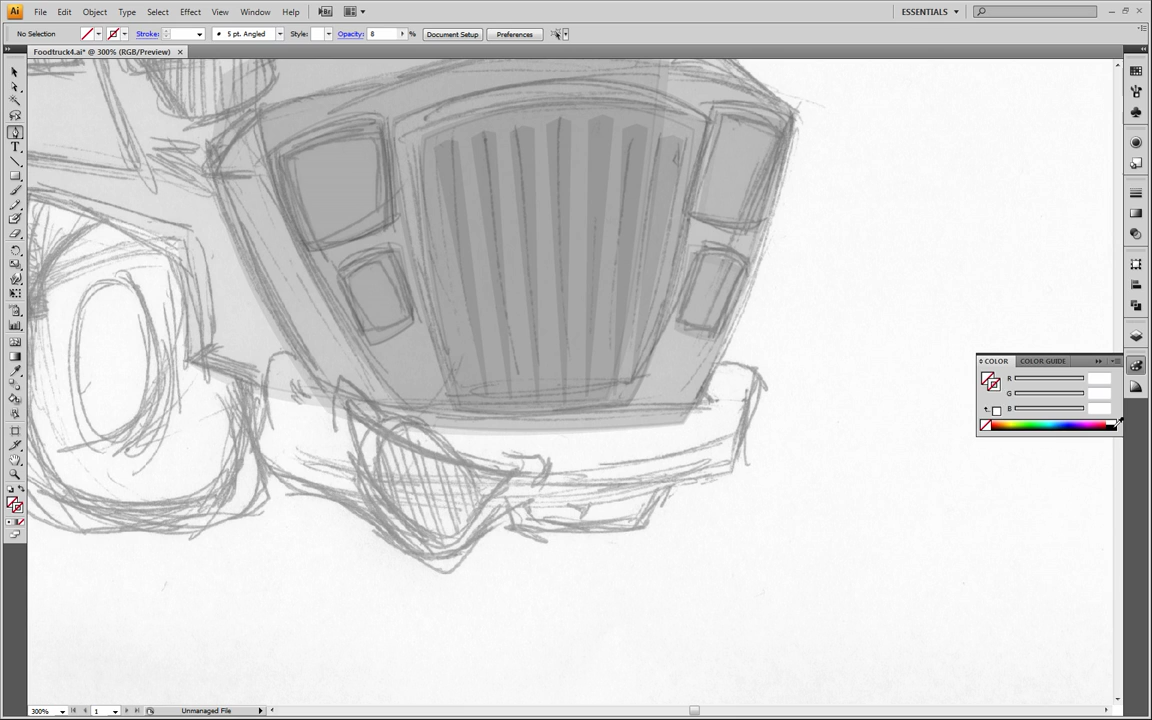 Ai File Edit Object Type Select Effect View Window Help Br ESSENTIALS
No Selection Stroke: 5 pt. Angled Style: Opacity: 8 % Document Setup Preferences
Foodtruck4.ai* @ 300% (RGB/Preview)
COLOR COLOR GUIDE
R
G
B
300% 1 Unmanaged File